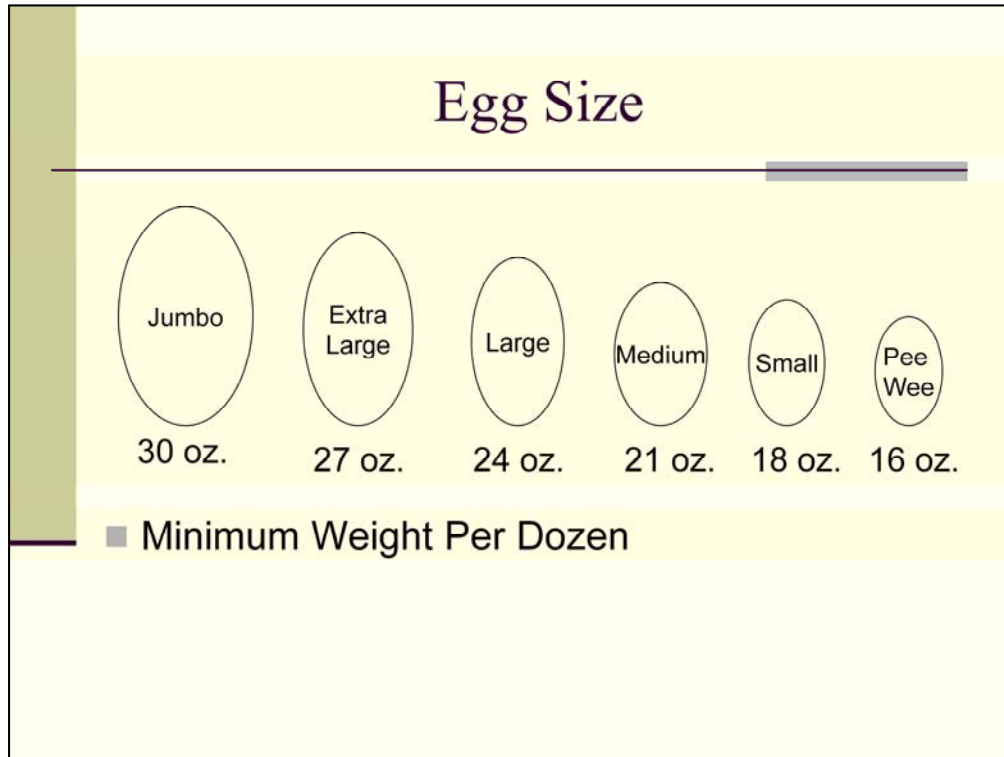 Egg Size
Jumbo
Extra
Large
Large
Medium
Small
Pee
Wee
30 oz.
27 oz.
24 oz.
21 oz.
18 oz.
16 oz.
Minimum Weight Per Dozen